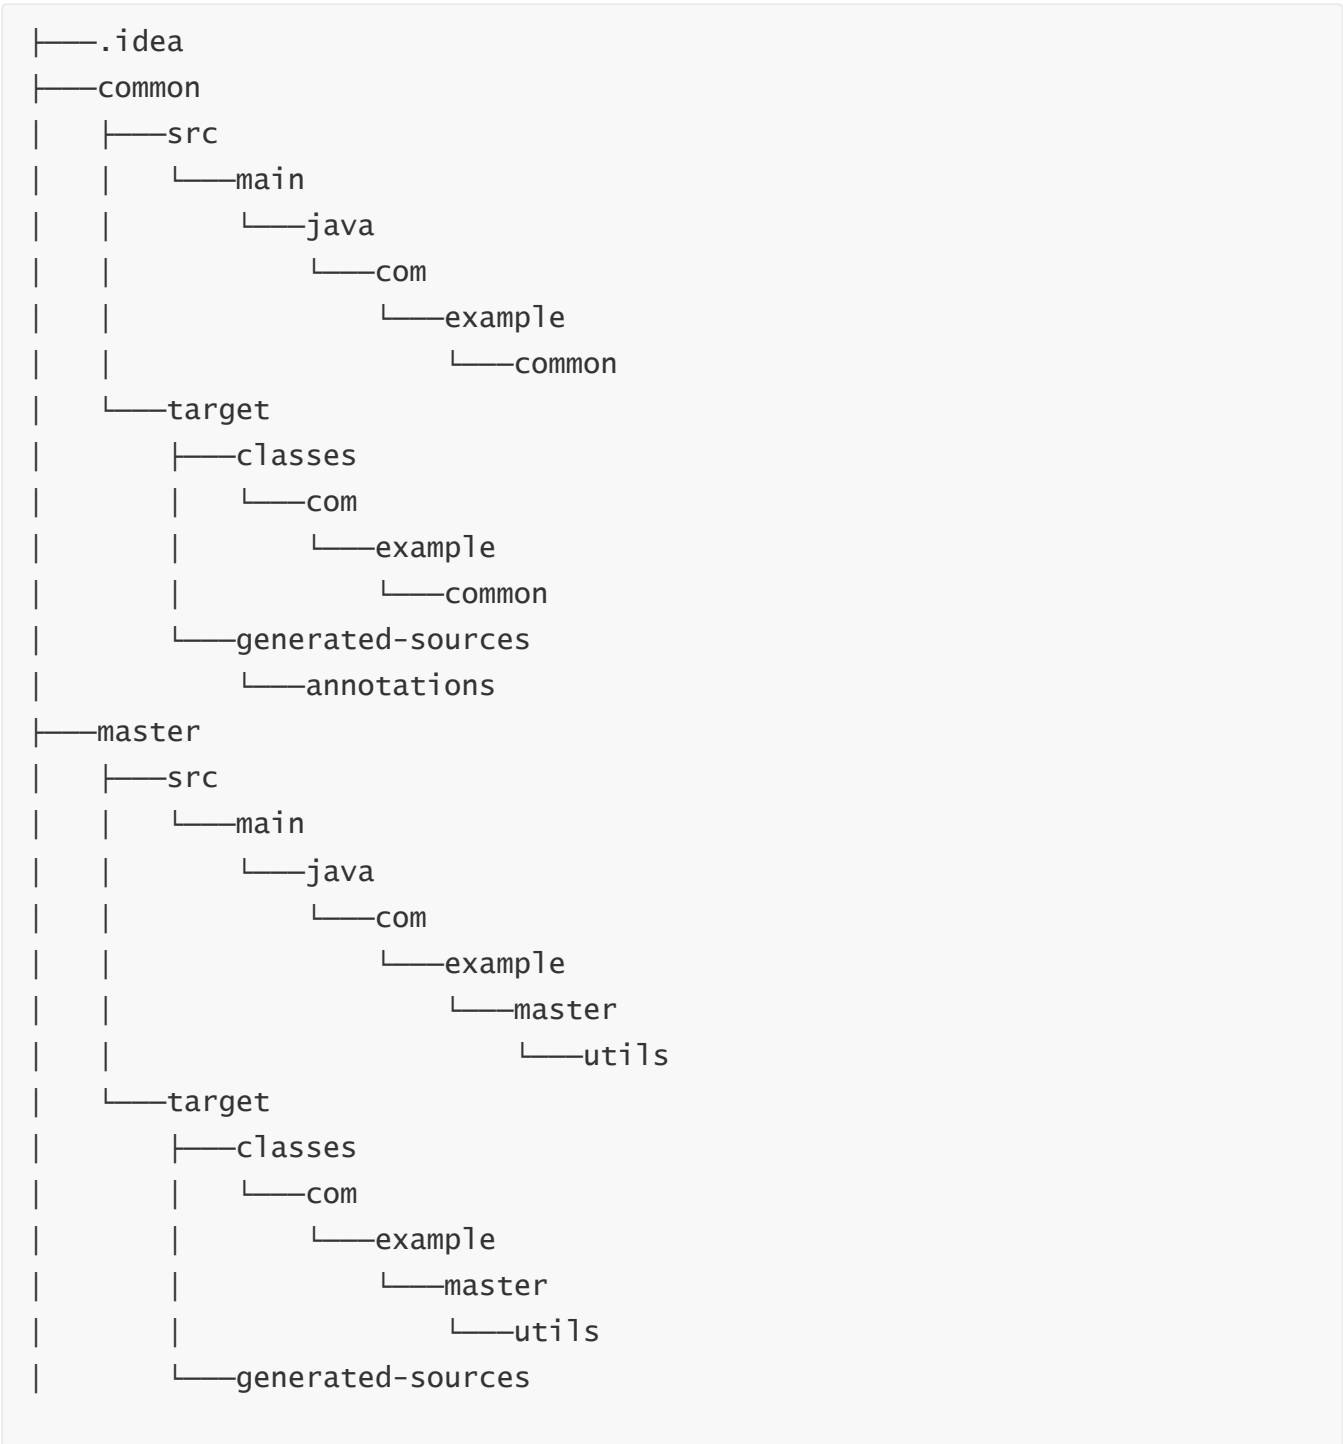 ├───.idea
├───common
│   ├───src
│   │   └───main
│   │       └───java
│   │           └───com
│   │               └───example
│   │                   └───common
│   └───target
│       ├───classes
│       │   └───com
│       │       └───example
│       │           └───common
│       └───generated-sources
│           └───annotations
├───master
│   ├───src
│   │   └───main
│   │       └───java
│   │           └───com
│   │               └───example
│   │                   └───master
│   │                       └───utils
│   └───target
│       ├───classes
│       │   └───com
│       │       └───example
│       │           └───master
│       │               └───utils
│       └───generated-sources